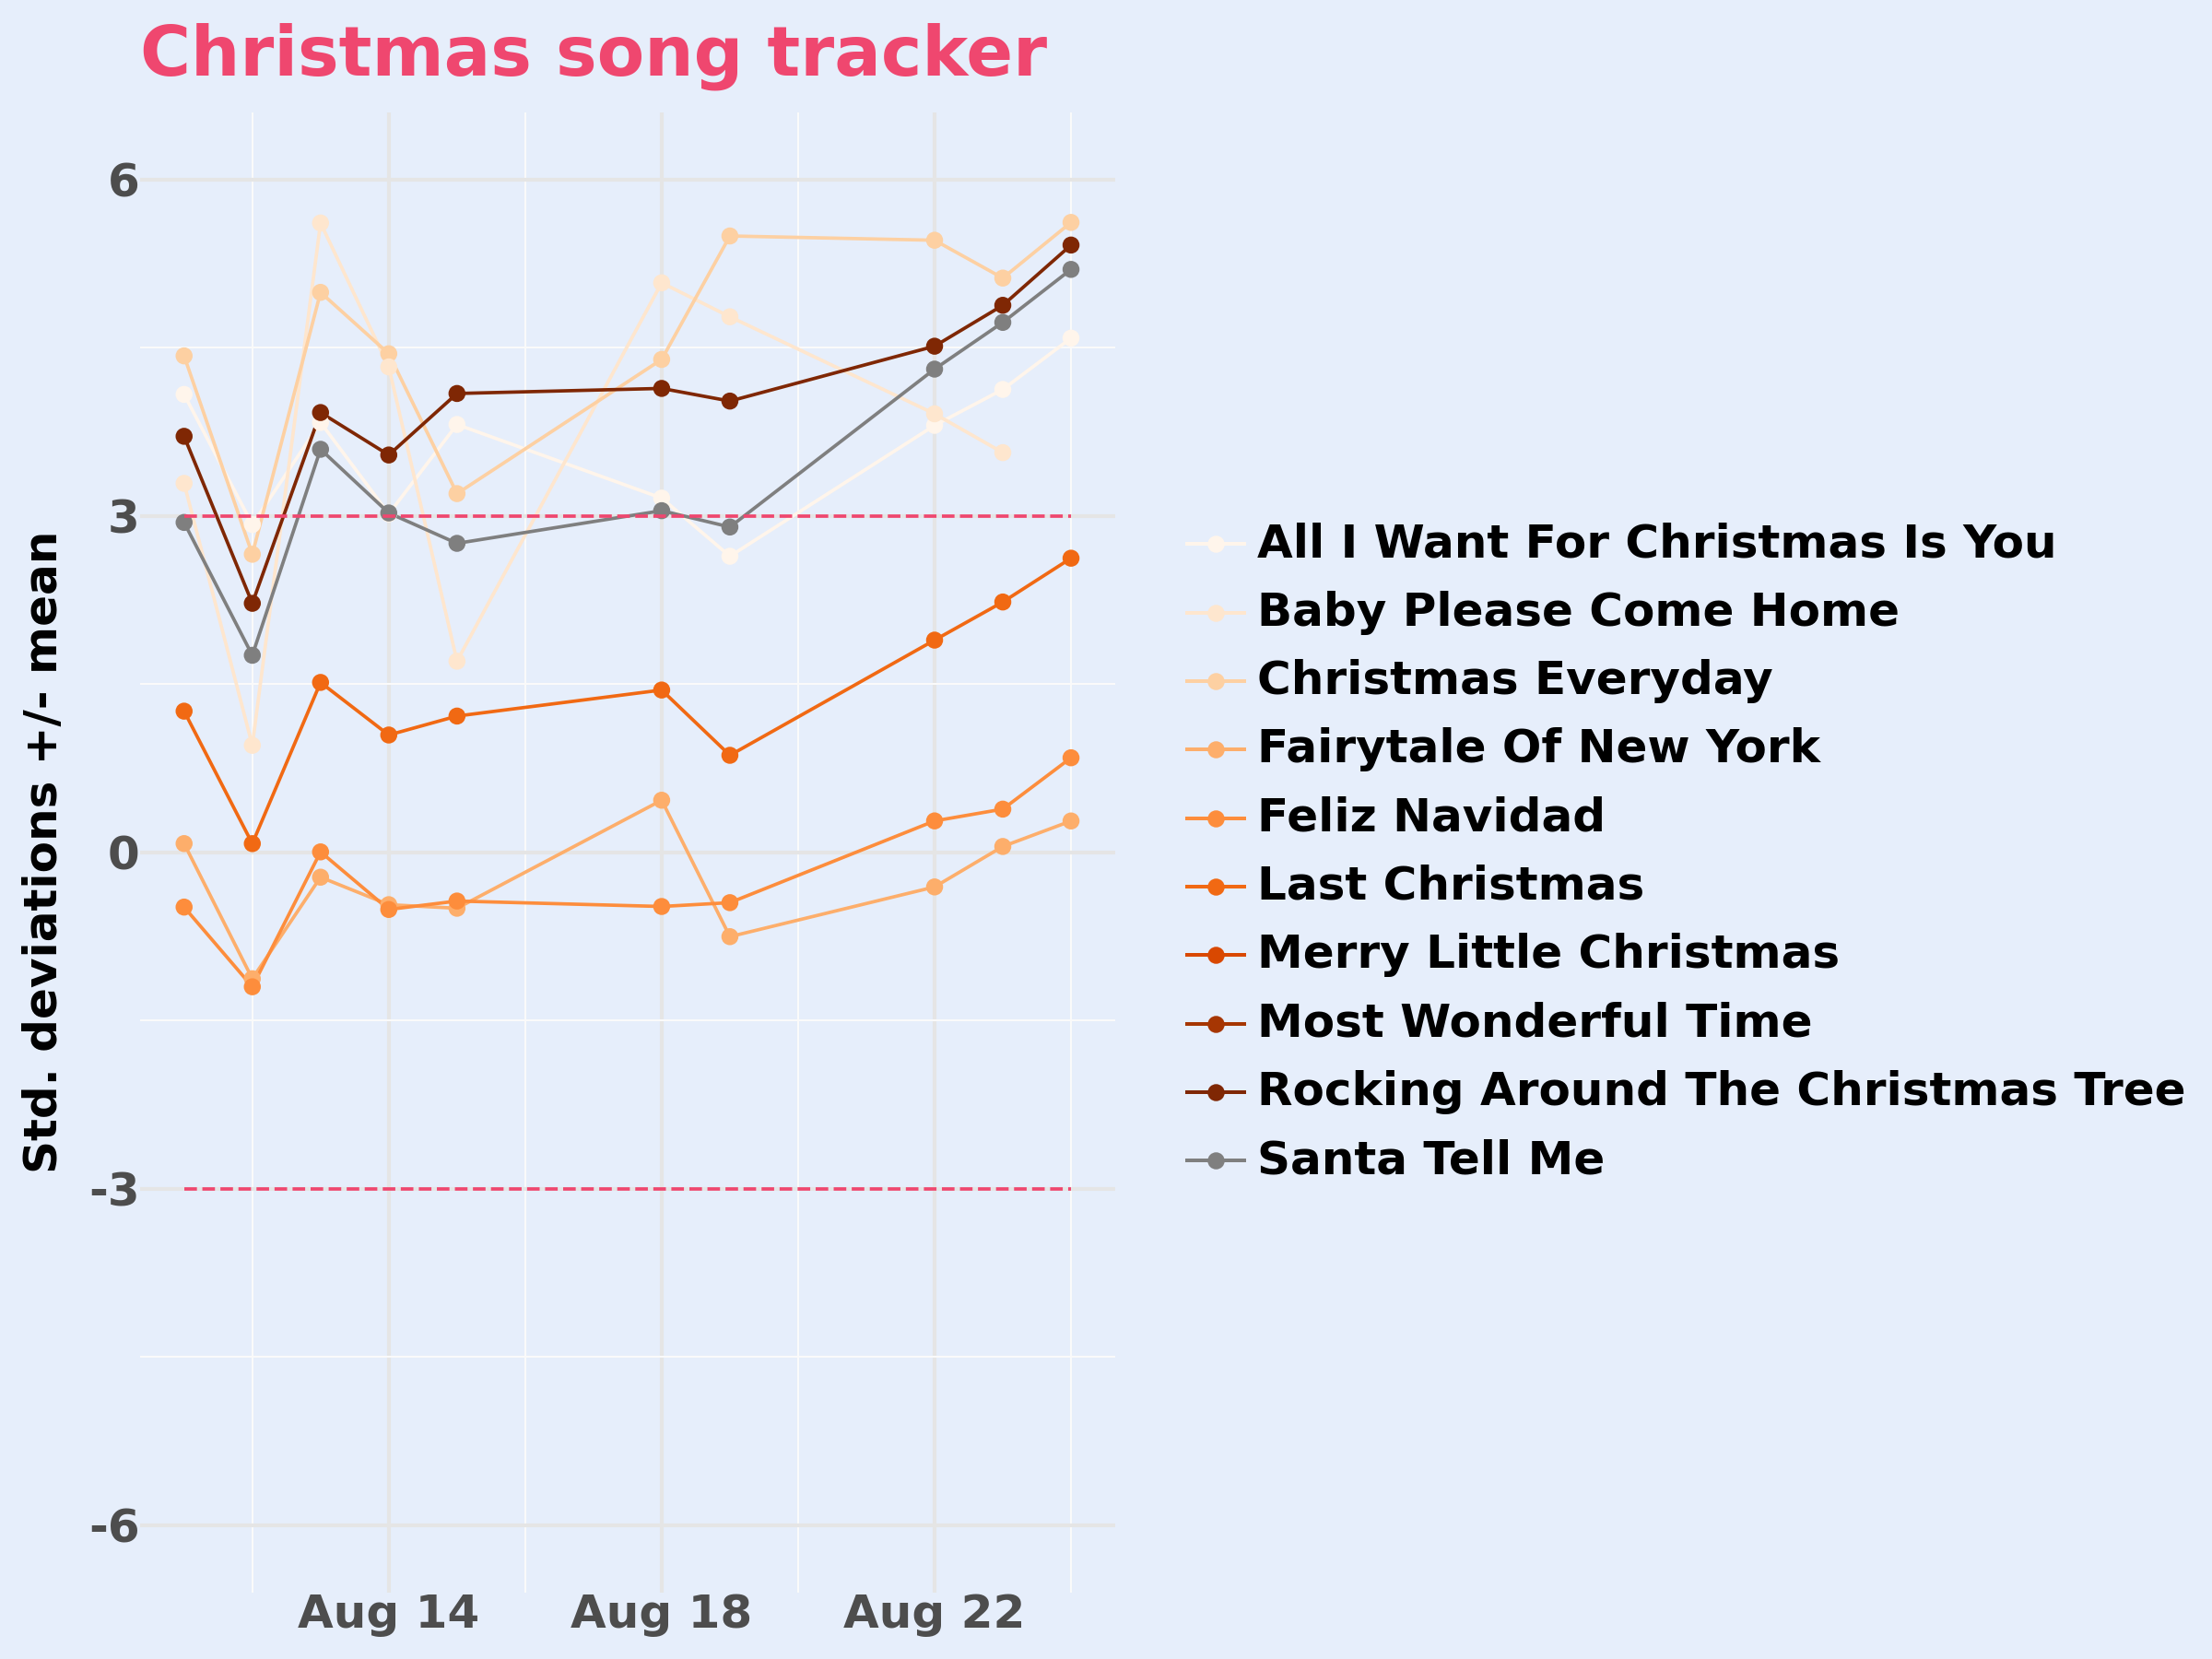 Christmas song tracker
Std. deviations +/- mean
6
3
0
-3
-6
Aug 14
Aug 18
Aug 22
All I Want For Christmas Is You
Baby Please Come Home
Christmas Everyday
Fairytale Of New York
Feliz Navidad
Last Christmas
Merry Little Christmas
Most Wonderful Time
Rocking Around The Christmas Tree
Santa Tell Me